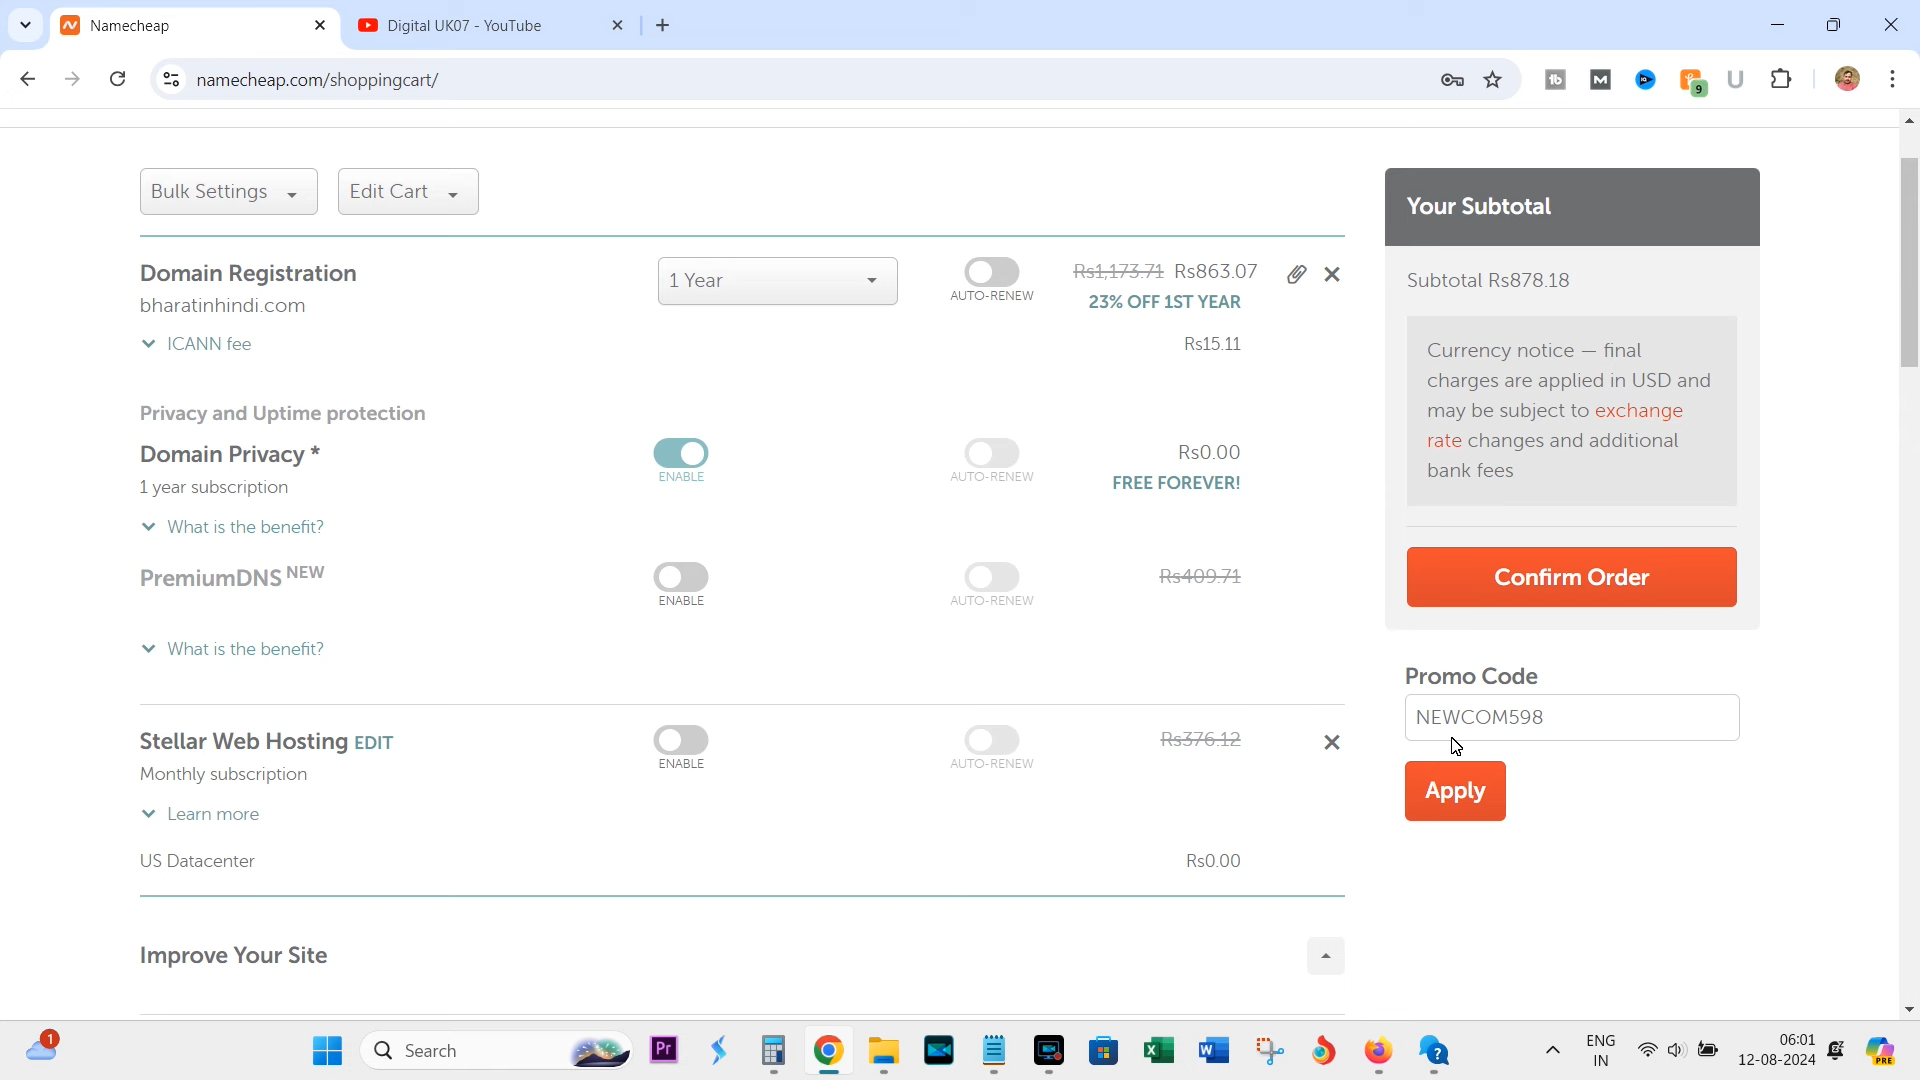 Namecheap
Digital UK07 - YouTube
namecheap.com/shoppingcart/
9
Bulk Settings
Edit Cart
Your Subtotal
Domain Registration
bharatinhindi.com
1 Year
AUTO-RENEW
Rs1,173.71 Rs863.07
23% OFF 1ST YEAR
ICANN fee
Rs15.11
Subtotal Rs878.18
Currency notice — final
charges are applied in USD and
may be subject to exchange
rate changes and additional
bank fees
Privacy and Uptime protection
Domain Privacy *
1 year subscription
ENABLE
AUTO-RENEW
Rs0.00
FREE FOREVER!
What is the benefit?
PremiumDNS NEW
ENABLE
AUTO-RENEW
Rs409.71
What is the benefit?
Confirm Order
Promo Code
NEWCOM598
Apply
Stellar Web Hosting EDIT
Monthly subscription
ENABLE
AUTO-RENEW
Rs376.12
Learn more
US Datacenter
Rs0.00
Improve Your Site
1
Search
Pr
ENG
IN
06:01
12-08-2024
PRE